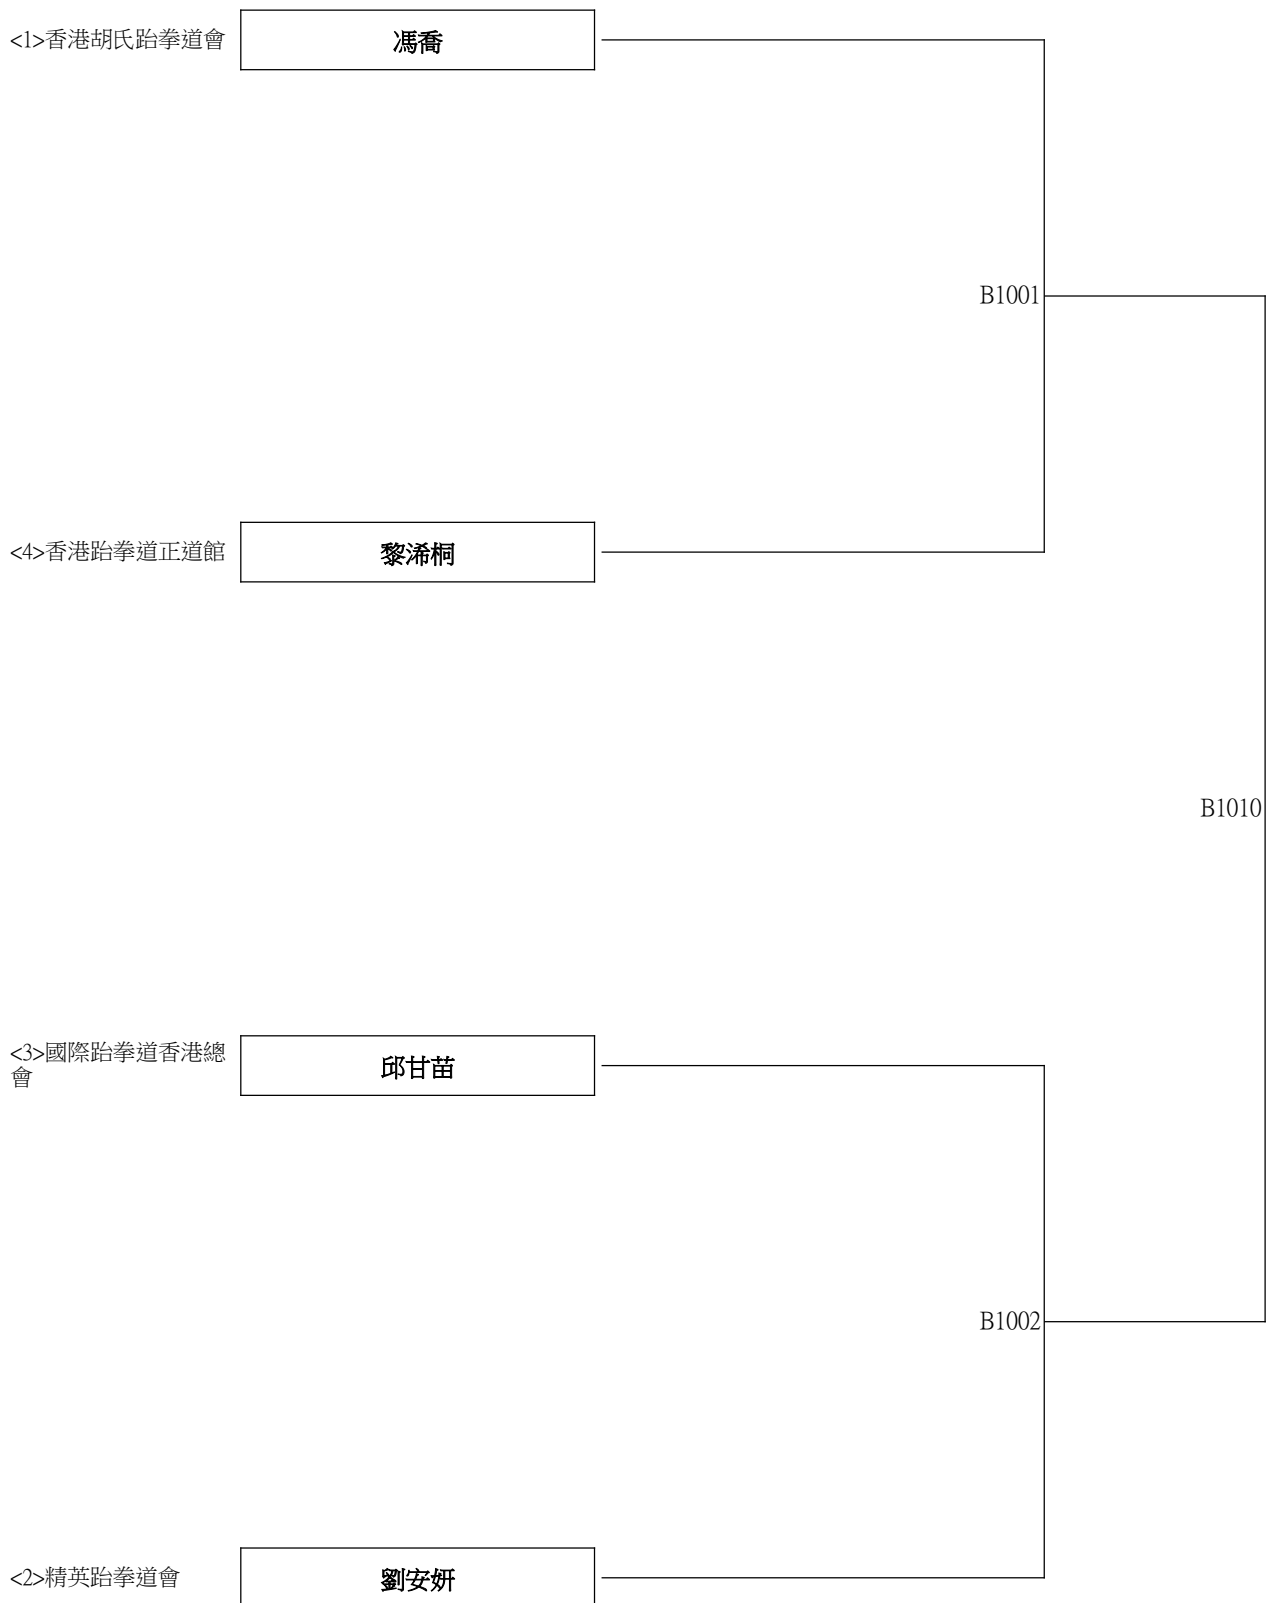 <1>香港胡氏跆拳道會
馮喬
B1001
<4>香港跆拳道正道館
黎浠桐
B1010
<3>國際跆拳道香港總
會
邱甘苗
B1002
<2>精英跆拳道會
劉安妍